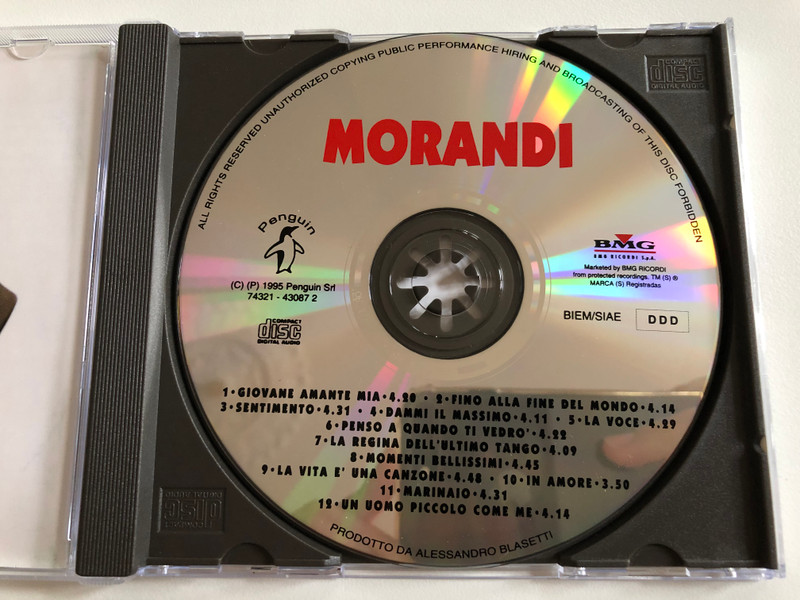 ALL RIGHTS RESERVED UNAUTHORIZED COPYING PUBLIC PERFORMANCE HIRING AND BROADCASTING OF THIS DISC FORBIDDEN
COMPACT
disc
DIGITAL AUDIO
MORANDI
Penguin
(C) (P) 1995 Penguin Srl
74321 - 43087 2
COMPACT
disc
DIGITAL AUDIO
BMG
BMG RICORDI S.p.A.
Marketed by BMG RICORDI
from protected recordings. TM (S) ®
MARCA (S) Registradas
BIEM/SIAE DDD
1•GIOVANE AMANTE MIA•4.20 • 2•FINO ALLA FINE DEL MONDO•4.14
3•SENTIMENTO•4.31 • 4•DAMMI IL MASSIMO•4.11 • 5•LA VOCE•4.29
6•PENSO A QUANDO TI VEDRO'•4.22
7•LA REGINA DELL'ULTIMO TANGO•4.09
8•MOMENTI BELLISSIMI•4.45
9•LA VITA E' UNA CANZONE•4.48 • 10•IN AMORE•3.50
11•MARINAIO•4.31
12•UN UOMO PICCOLO COME ME•4.14
PRODOTTO DA ALESSANDRO BLASETTI
COMPACT
disc
DIGITAL AUDIO